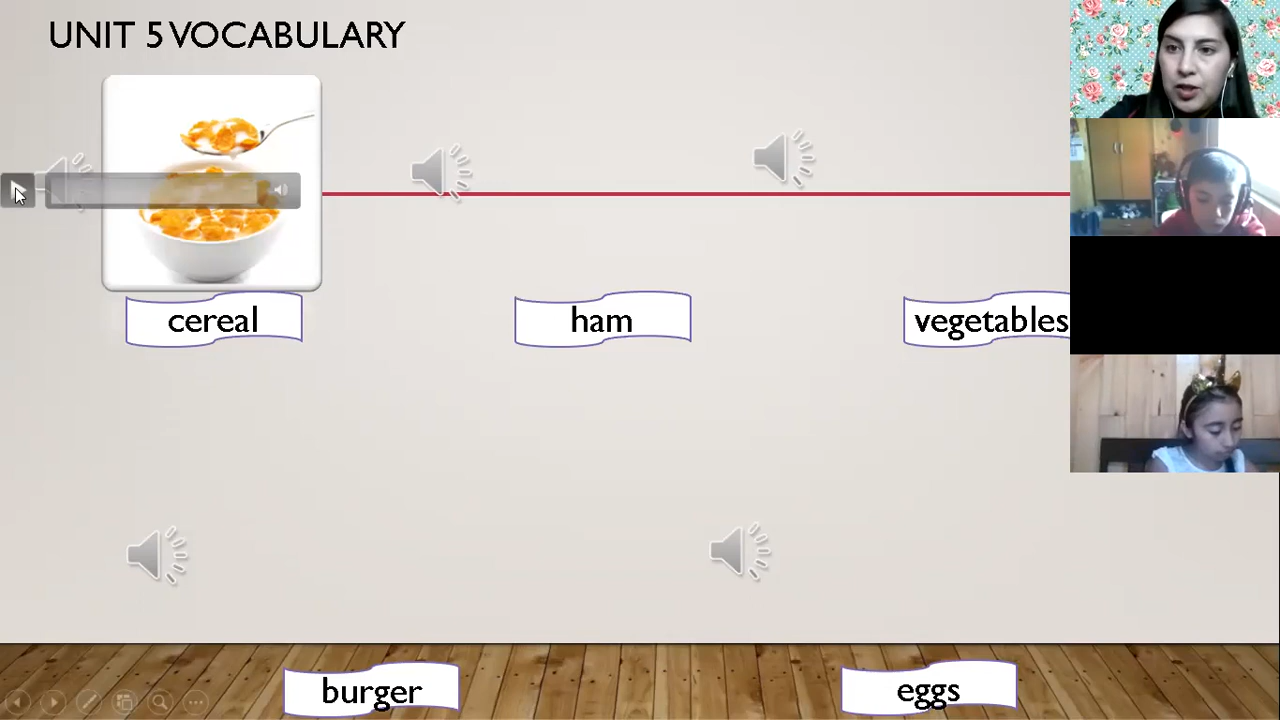 UNIT 5 VOCABULARY
cereal
ham
vegetables
burger
eggs